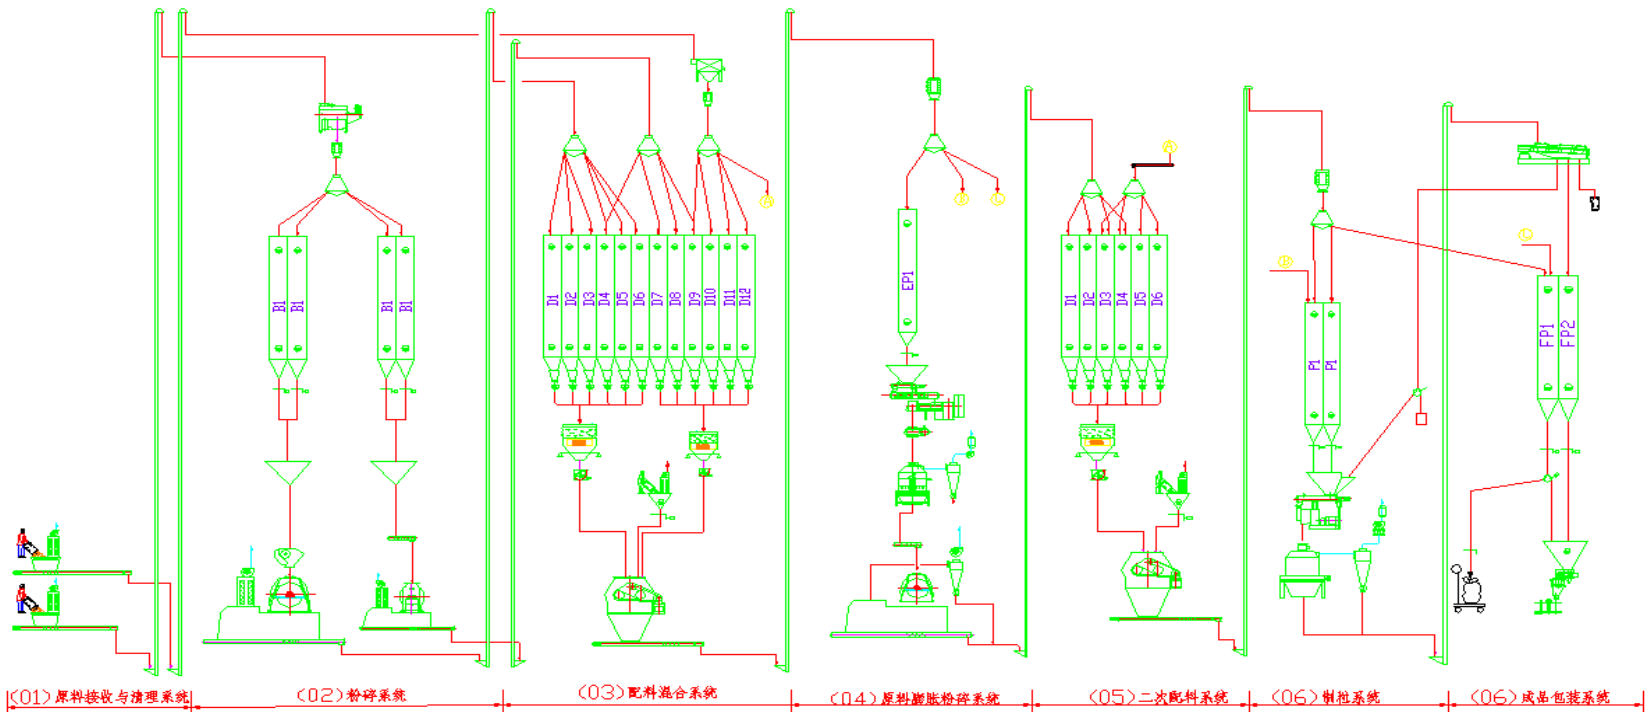 A
A
B
C
C
B
B1
B1
B1
B1
D1
D2
D3
D4
D5
D6
D7
D8
D9
D10
D11
D12
EP1
D1
D2
D3
D4
D5
D6
P1
P1
FP1
FP2
(01)原料接收与清理系统
(02)粉碎系统
(03)配料混合系统
(04)原料膨胀粉碎系统
(05)二次配料系统
(06)制粒系统
(06)成品包装系统